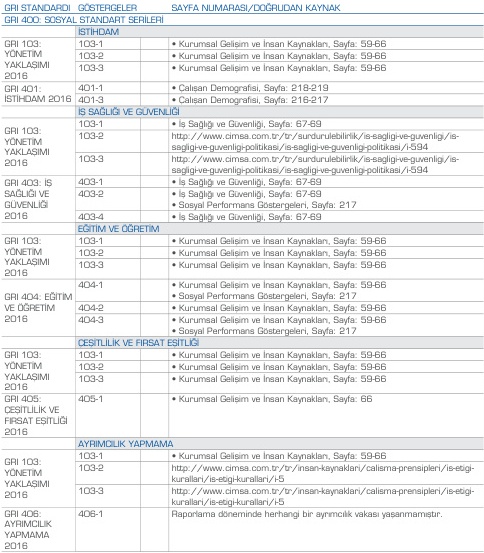 GRI STANDARDI GÖSTERGELER SAYFA NUMARASI/DOĞRUDAN KAYNAK
GRI 400: SOSYAL STANDART SERİLERİ
İSTİHDAM
GRI 103: YÖNETİM YAKLAŞIMI 2016
103-1 • Kurumsal Gelişim ve İnsan Kaynakları, Sayfa: 59-66
103-2 • Kurumsal Gelişim ve İnsan Kaynakları, Sayfa: 59-66
103-3 • Kurumsal Gelişim ve İnsan Kaynakları, Sayfa: 59-66
GRI 401: İSTİHDAM 2016
401-1 • Çalışan Demografisi, Sayfa: 218-219
401-3 • Çalışan Demografisi, Sayfa: 216-217
İŞ SAĞLIĞI VE GÜVENLİĞİ
GRI 103: YÖNETİM YAKLAŞIMI 2016
103-1 • İş Sağlığı ve Güvenliği, Sayfa: 67-69
103-2 http://www.cimsa.com.tr/tr/surdurulebilirlik/is-sagligi-ve-guvenligi/is-
sagligi-ve-guvenligi-politikasi/is-sagligi-ve-guvenligi-politikasi/i-594
103-3 http://www.cimsa.com.tr/tr/surdurulebilirlik/is-sagligi-ve-guvenligi/is-
sagligi-ve-guvenligi-politikasi/is-sagligi-ve-guvenligi-politikasi/i-594
GRI 403: İŞ SAĞLIĞI VE GÜVENLİĞİ 2016
403-1 • İş Sağlığı ve Güvenliği, Sayfa: 67-69
403-2 • İş Sağlığı ve Güvenliği, Sayfa: 67-69
• Sosyal Performans Göstergeleri, Sayfa: 217
403-4 • İş Sağlığı ve Güvenliği, Sayfa: 67-69
EĞİTİM VE ÖĞRETİM
GRI 103: YÖNETİM YAKLAŞIMI 2016
103-1 • Kurumsal Gelişim ve İnsan Kaynakları, Sayfa: 59-66
103-2 • Kurumsal Gelişim ve İnsan Kaynakları, Sayfa: 59-66
103-3 • Kurumsal Gelişim ve İnsan Kaynakları, Sayfa: 59-66
GRI 404: EĞİTİM VE ÖĞRETİM 2016
404-1 • Kurumsal Gelişim ve İnsan Kaynakları, Sayfa: 59-66
• Sosyal Performans Göstergeleri, Sayfa: 217
404-2 • Kurumsal Gelişim ve İnsan Kaynakları, Sayfa: 59-66
404-3 • Kurumsal Gelişim ve İnsan Kaynakları, Sayfa: 59-66
• Sosyal Performans Göstergeleri, Sayfa: 217
ÇEŞİTLİLİK VE FIRSAT EŞİTLİĞİ
GRI 103: YÖNETİM YAKLAŞIMI 2016
103-1 • Kurumsal Gelişim ve İnsan Kaynakları, Sayfa: 59-66
103-2 • Kurumsal Gelişim ve İnsan Kaynakları, Sayfa: 59-66
103-3 • Kurumsal Gelişim ve İnsan Kaynakları, Sayfa: 59-66
GRI 405: ÇEŞİTLİLİK VE FIRSAT EŞİTLİĞİ 2016
405-1 • Kurumsal Gelişim ve İnsan Kaynakları, Sayfa: 66
AYRIMCILIK YAPMAMA
GRI 103: YÖNETİM YAKLAŞIMI 2016
103-1 • Kurumsal Gelişim ve İnsan Kaynakları, Sayfa: 59-66
103-2 http://www.cimsa.com.tr/tr/insan-kaynaklari/calisma-prensipleri/is-etigi-
kurallari/is-etigi-kurallari/i-5
103-3 http://www.cimsa.com.tr/tr/insan-kaynaklari/calisma-prensipleri/is-etigi-
kurallari/is-etigi-kurallari/i-5
GRI 406: AYRIMCILIK YAPMAMA 2016
406-1 Raporlama döneminde herhangi bir ayrımcılık vakası yaşanmamıştır.